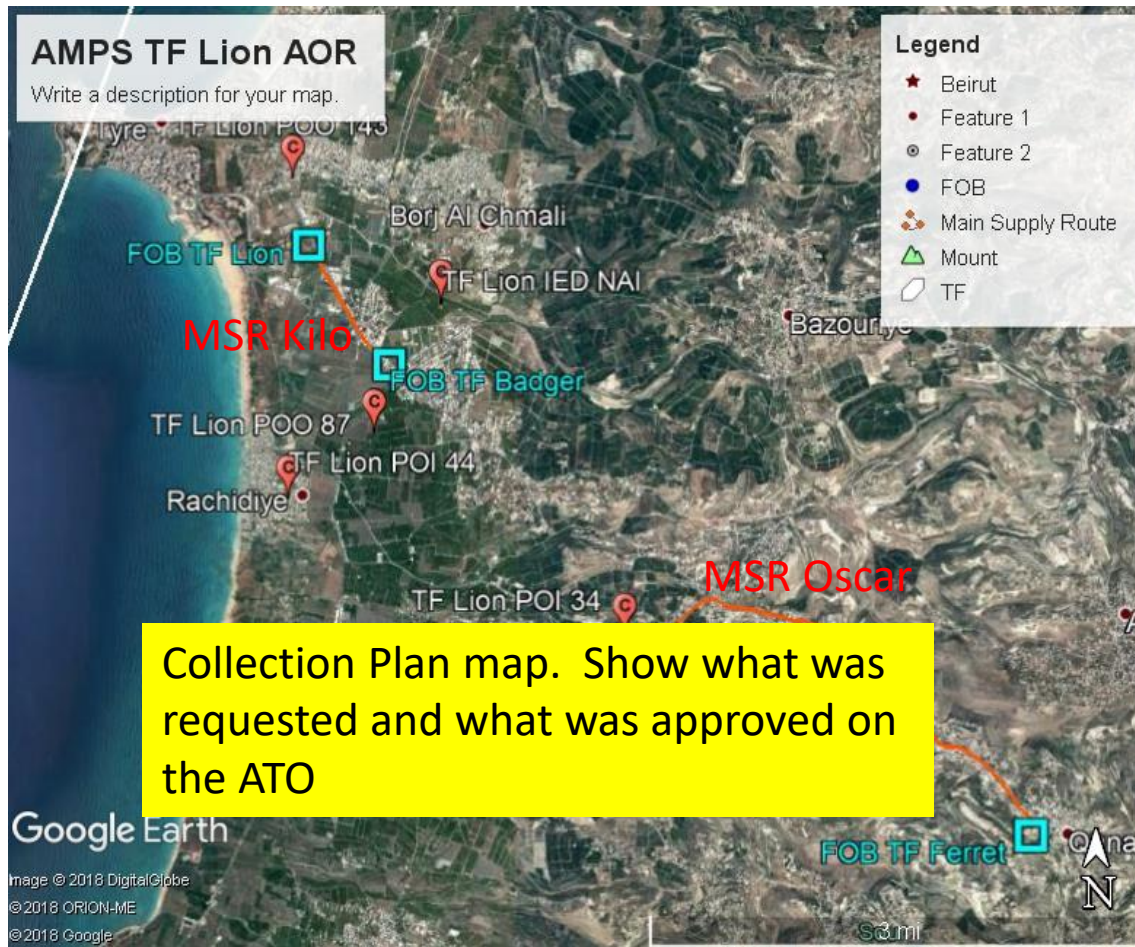 AMPS TF Lion AOR
Write a description for your map.
Legend
Beirut
Feature 1
Feature 2
FOB
Main Supply Route
Mount
TF
Tyre
TF Lion POO 143
Borj Al Chmali
FOB TF Lion
TF Lion IED NAI
MSR Kilo
Bazouriye
FOB TF Badger
TF Lion POO 87
TF Lion POI 44
Rachidiye
MSR Oscar
TF Lion POI 34
Collection Plan map. Show what was
requested and what was approved on
the ATO
Google Earth
FOB TF Ferret
N
Image © 2018 DigitalGlobe
© 2018 ORION-ME
© 2018 Google
3 mi